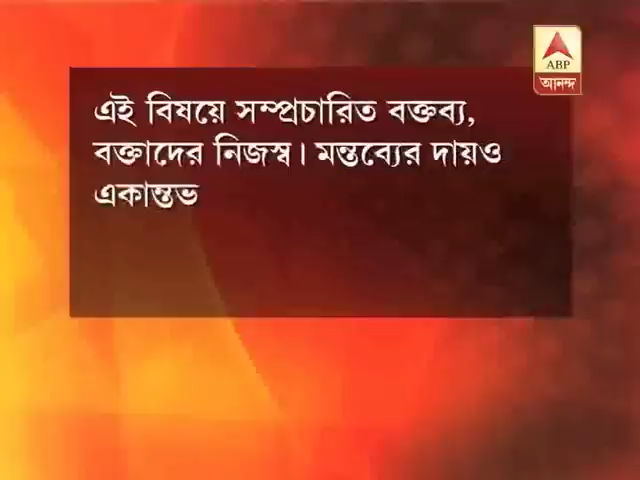 ABP
আনন্দ
এই বিষয়ে সম্প্রচারিত বক্তব্য,
বক্তাদের নিজস্ব। মন্তব্যের দায়ও
একান্তভ